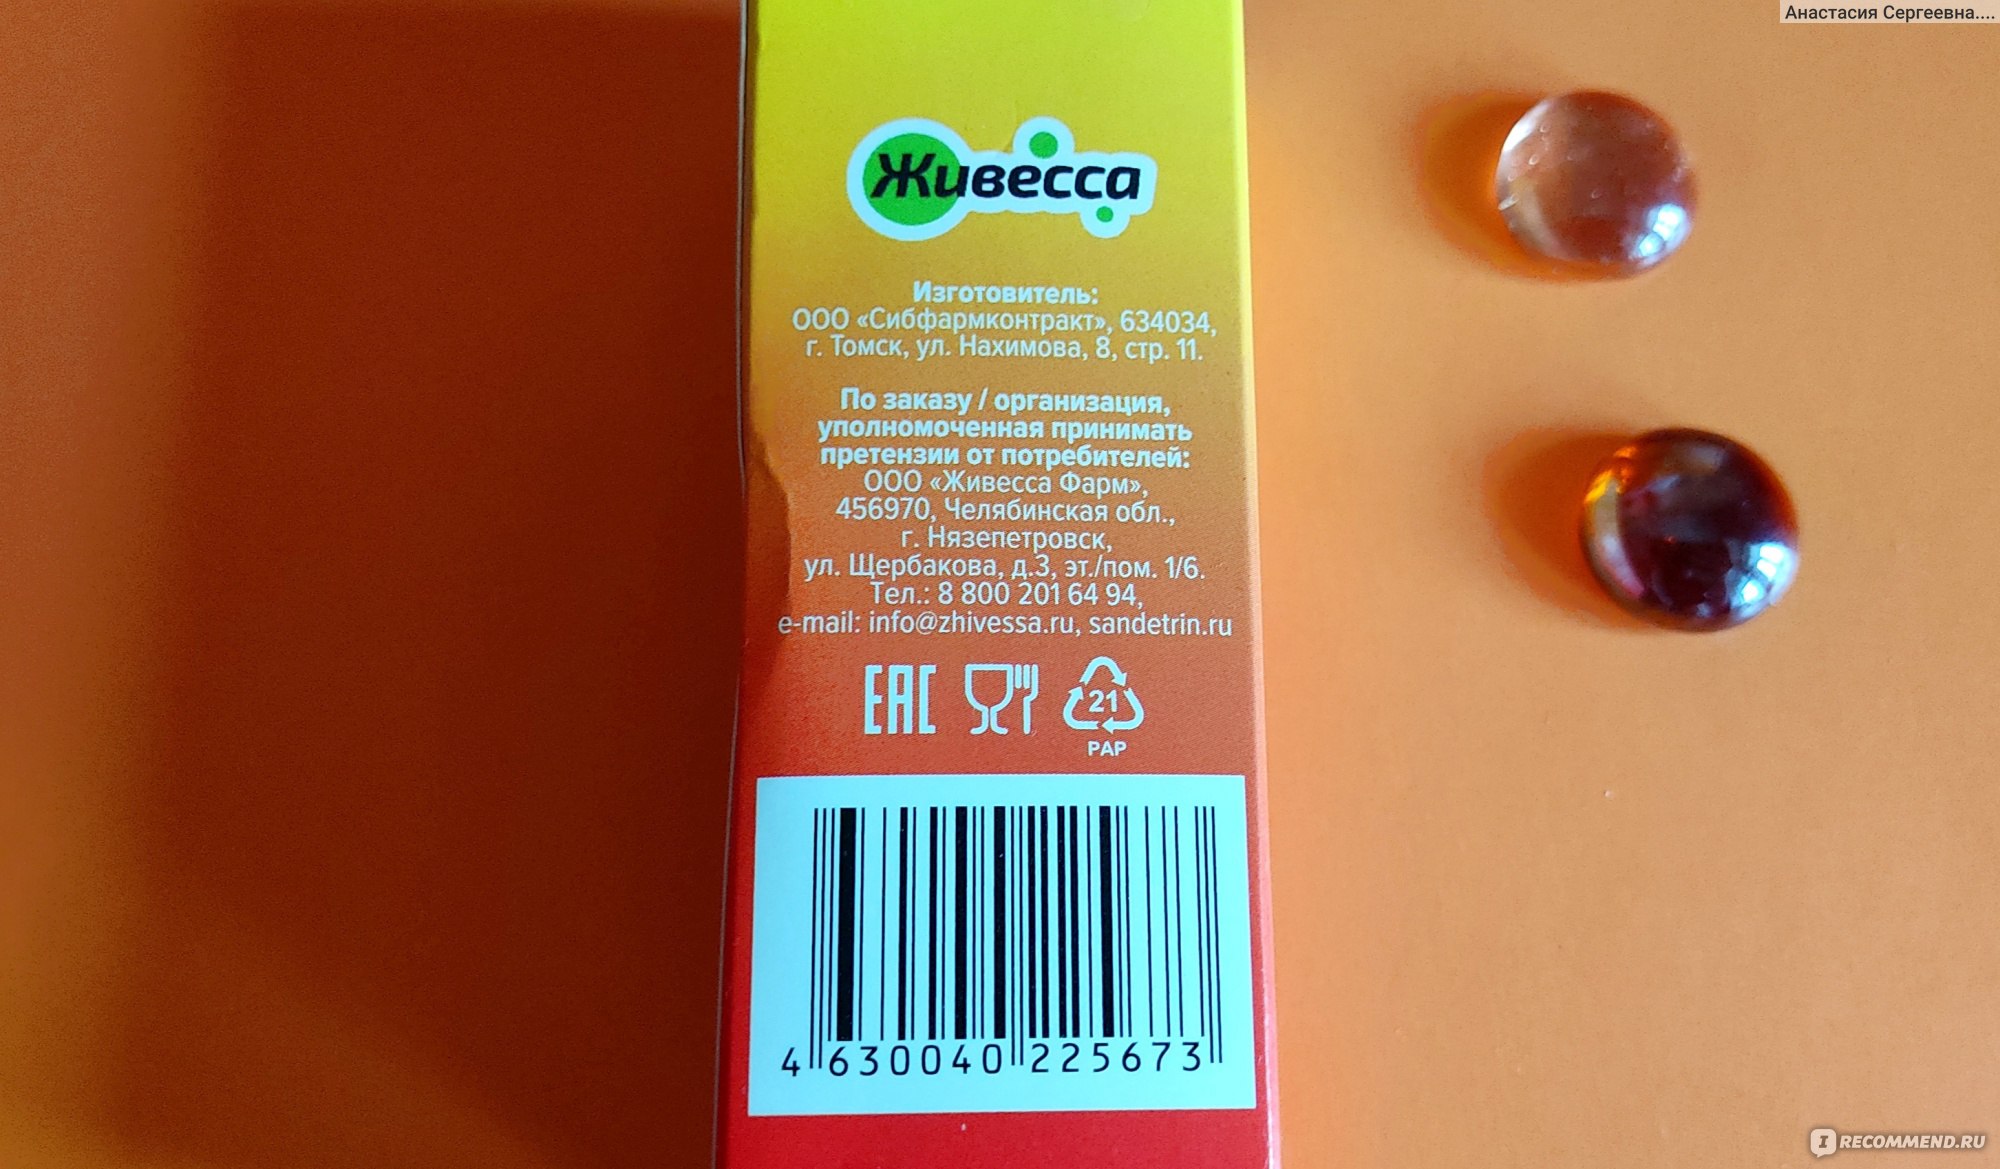 Анастасия Сергеевна....
Живесса
Изготовитель:
ООО «Сибфармконтракт», 634034,
г. Томск, ул. Нахимова, 8, стр. 11.
По заказу / организация,
уполномоченная принимать
претензии от потребителей:
ООО «Живесса Фарм»,
456970, Челябинская обл.,
г. Нязепетровск,
ул. Щербакова, д.3, эт./пом. 1/6.
Тел.: 8 800 201 64 94,
e-mail: info@zhivessa.ru, sandetrin.ru
EAC
21
PAP
4 630040 225673
IRECOMMEND.RU